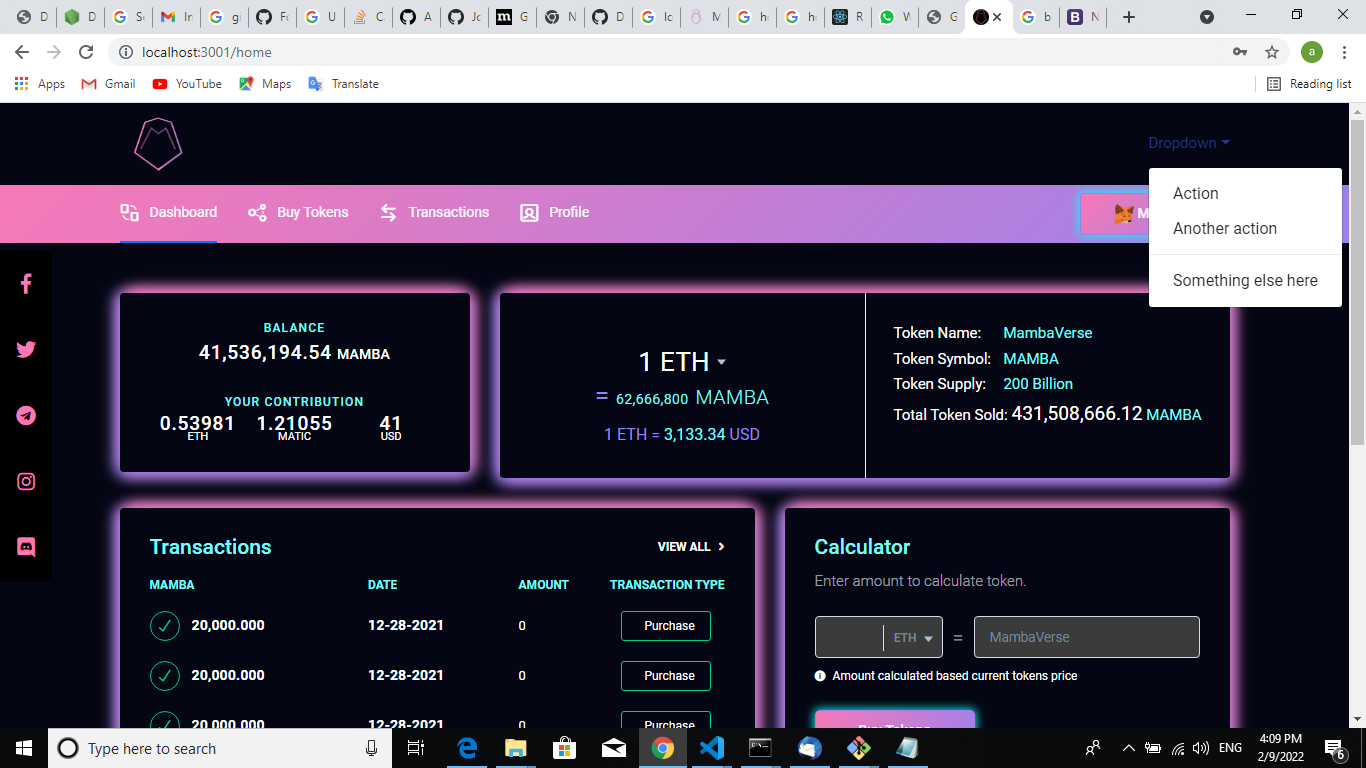 D D S In g Fo U C A Jo G N D Ic M h h R W G b N
localhost:3001/home a
Apps Gmail YouTube Maps Translate Reading list
Dropdown
Action
Another action
Something else here
Dashboard Buy Tokens Transactions Profile M
BALANCE
41,536,194.54 MAMBA
YOUR CONTRIBUTION
0.53981 1.21055 41
ETH MATIC USD
1 ETH
= 62,666,800 MAMBA
1 ETH = 3,133.34 USD
Token Name: MambaVerse
Token Symbol: MAMBA
Token Supply: 200 Billion
Total Token Sold: 431,508,666.12 MAMBA
Transactions VIEW ALL
MAMBA DATE AMOUNT TRANSACTION TYPE
20,000.000 12-28-2021 0 Purchase
20,000.000 12-28-2021 0 Purchase
20,000.000 12-28-2021 0 Purchase
Calculator
Enter amount to calculate token.
ETH = MambaVerse
Amount calculated based current tokens price
Buy Tokens
Type here to search
ENG
4:09 PM
2/9/2022
6